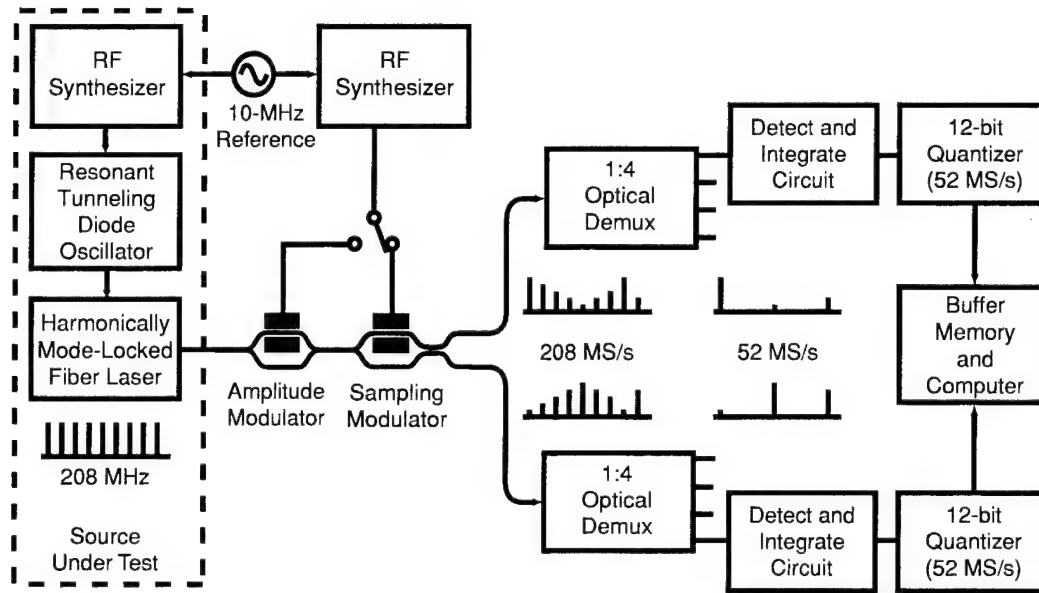 RF
Synthesizer
10-MHz
Reference
RF
Synthesizer
Resonant
Tunneling
Diode
Oscillator
Harmonically
Mode-Locked
Fiber Laser
208 MHz
Source
Under Test
Amplitude
Modulator
Sampling
Modulator
1:4
Optical
Demux
Detect and
Integrate
Circuit
12-bit
Quantizer
(52 MS/s)
208 MS/s
52 MS/s
Buffer
Memory
and
Computer
1:4
Optical
Demux
Detect and
Integrate
Circuit
12-bit
Quantizer
(52 MS/s)